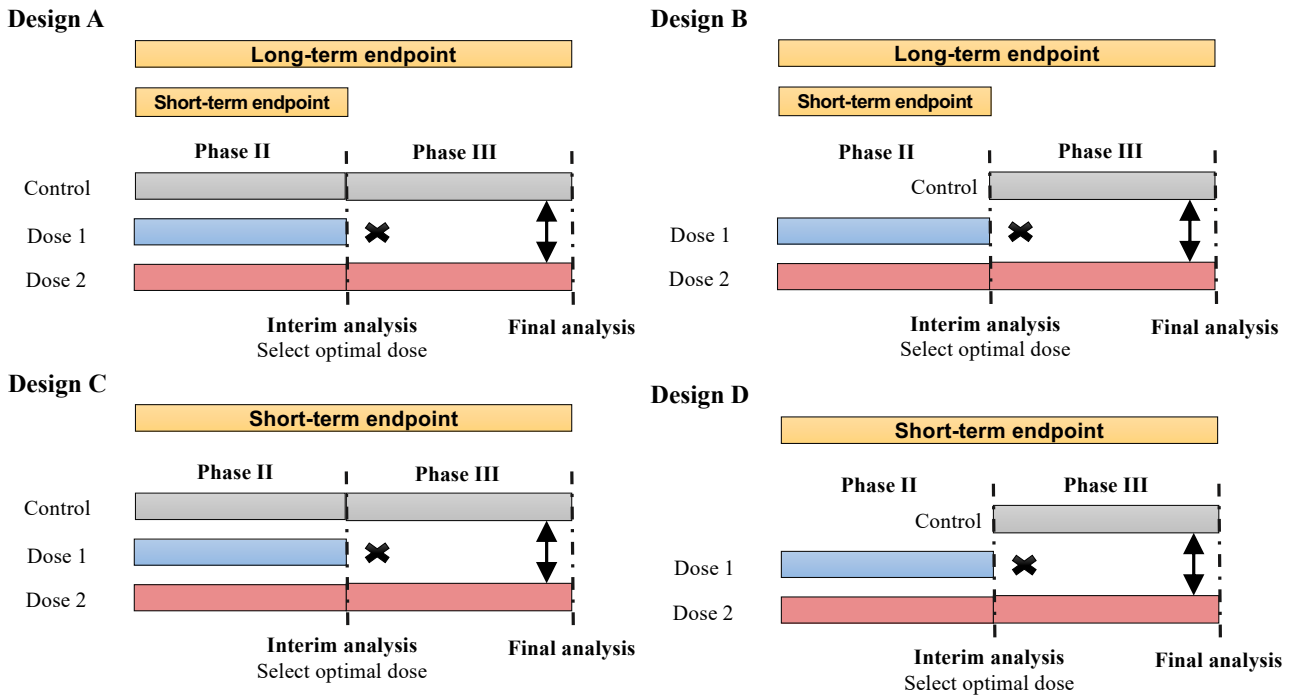 Design A
Long-term endpoint
Short-term endpoint
Phase II
Phase III
Control
Dose 1
Dose 2
Interim analysis
Select optimal dose
Final analysis
Design B
Long-term endpoint
Short-term endpoint
Phase II
Phase III
Control
Dose 1
Dose 2
Interim analysis
Select optimal dose
Final analysis
Design C
Short-term endpoint
Phase II
Phase III
Control
Dose 1
Dose 2
Interim analysis
Select optimal dose
Final analysis
Design D
Short-term endpoint
Phase II
Phase III
Control
Dose 1
Dose 2
Interim analysis
Select optimal dose
Final analysis